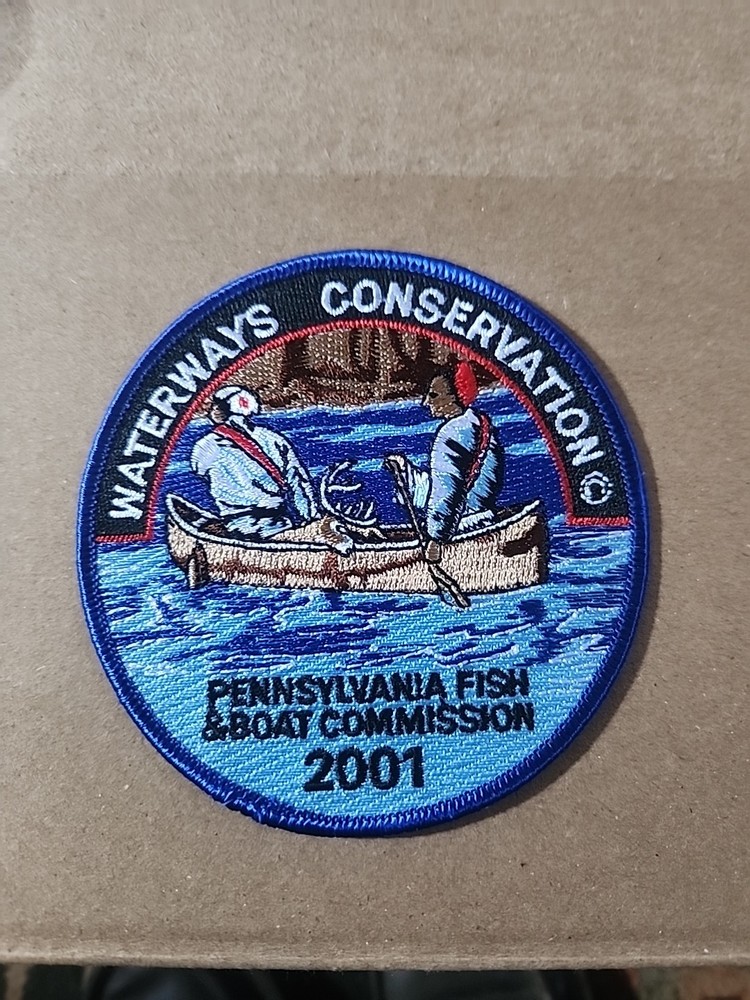 WATERWAYS CONSERVATION ©
PENNSYLVANIA FISH
&BOAT COMMISSION
2001